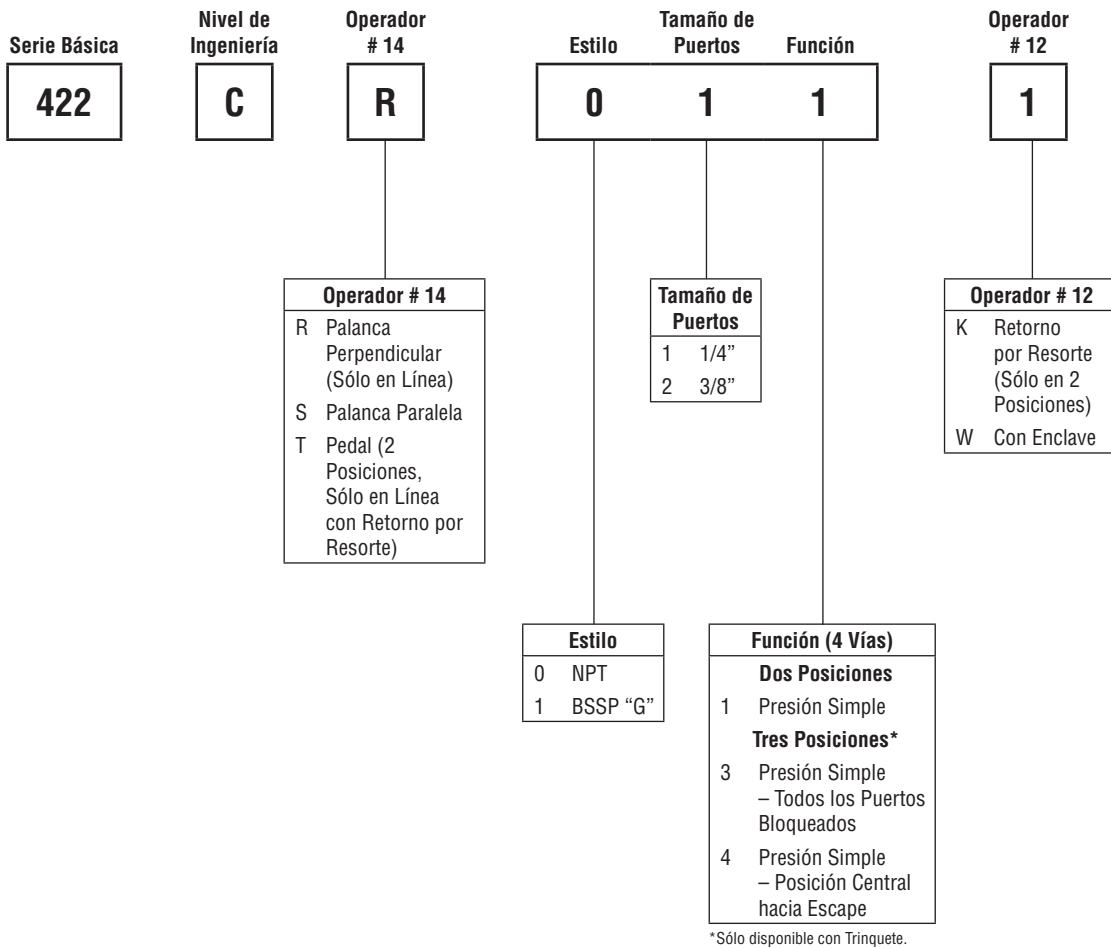 Serie Básica
Nivel de
Ingeniería
Operador
# 14
Estilo
Tamaño de
Puertos
Función
Operador
# 12
422
C
R
0
1
1
1
Operador # 14
R Palanca
Perpendicular
(Sólo en Línea)
S Palanca Paralela
T Pedal (2
Posiciones,
Sólo en Línea
con Retorno por
Resorte)
Tamaño de
Puertos
1 1/4”
2 3/8”
Operador # 12
K Retorno
por Resorte
(Sólo en 2
Posiciones)
W Con Enclave
Estilo
0 NPT
1 BSSP “G”
Función (4 Vías)
Dos Posiciones
1 Presión Simple
Tres Posiciones*
3 Presión Simple
– Todos los Puertos
Bloqueados
4 Presión Simple
– Posición Central
hacia Escape
*Sólo disponible con Trinquete.